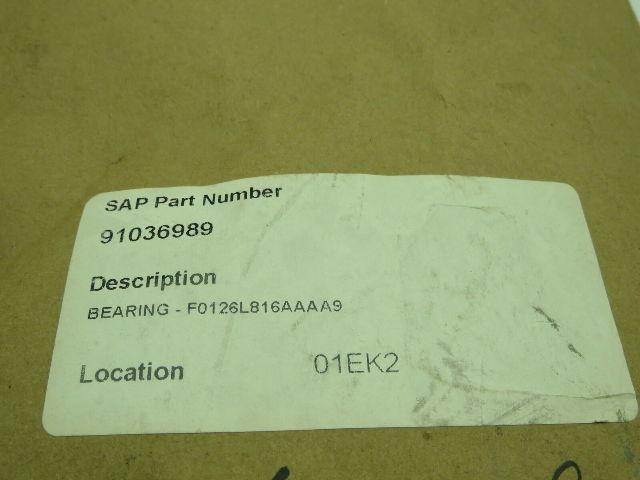 SAP Part Number
91036989
Description
BEARING - F0126L816AAAA9
Location 01EK2